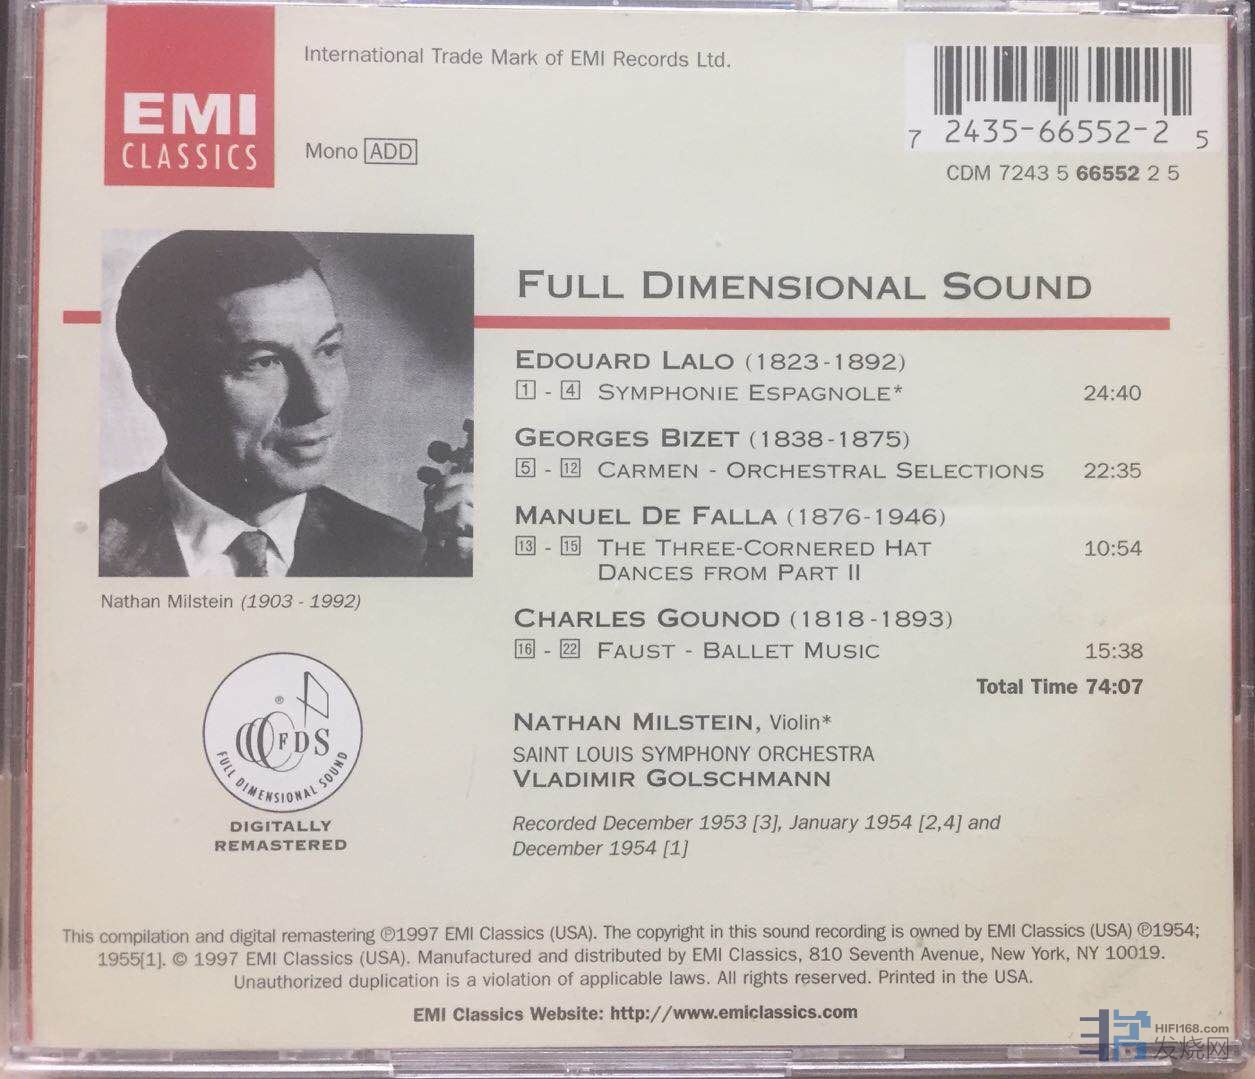 International Trade Mark of EMI Records Ltd.
EMI
CLASSICS
Mono ADD
7 2435-66552-2 5
CDM 7243 5 66552 2 5
FULL DIMENSIONAL SOUND
EDOUARD LALO (1823-1892)
1 - 4 SYMPHONIE ESPAGNOLE* 24:40
GEORGES BIZET (1838-1875)
5 - 12 CARMEN - ORCHESTRAL SELECTIONS 22:35
MANUEL DE FALLA (1876-1946)
13 - 15 THE THREE-CORNERED HAT 10:54
DANCES FROM PART II
Nathan Milstein (1903 - 1992)
CHARLES GOUNOD (1818-1893)
16 - 22 FAUST - BALLET MUSIC 15:38
Total Time 74:07
NATHAN MILSTEIN, Violin*
SAINT LOUIS SYMPHONY ORCHESTRA
VLADIMIR GOLSCHMANN
® FDS
FULL DIMENSIONAL SOUND
DIGITALLY
REMASTERED
Recorded December 1953 [3], January 1954 [2,4] and
December 1954 [1]
This compilation and digital remastering ℗1997 EMI Classics (USA). The copyright in this sound recording is owned by EMI Classics (USA) ℗1954;
1955[1]. © 1997 EMI Classics (USA). Manufactured and distributed by EMI Classics, 810 Seventh Avenue, New York, NY 10019.
Unauthorized duplication is a violation of applicable laws. All rights reserved. Printed in the USA.
EMI Classics Website: http://www.emiclassics.com
HIFI168.com
发烧网